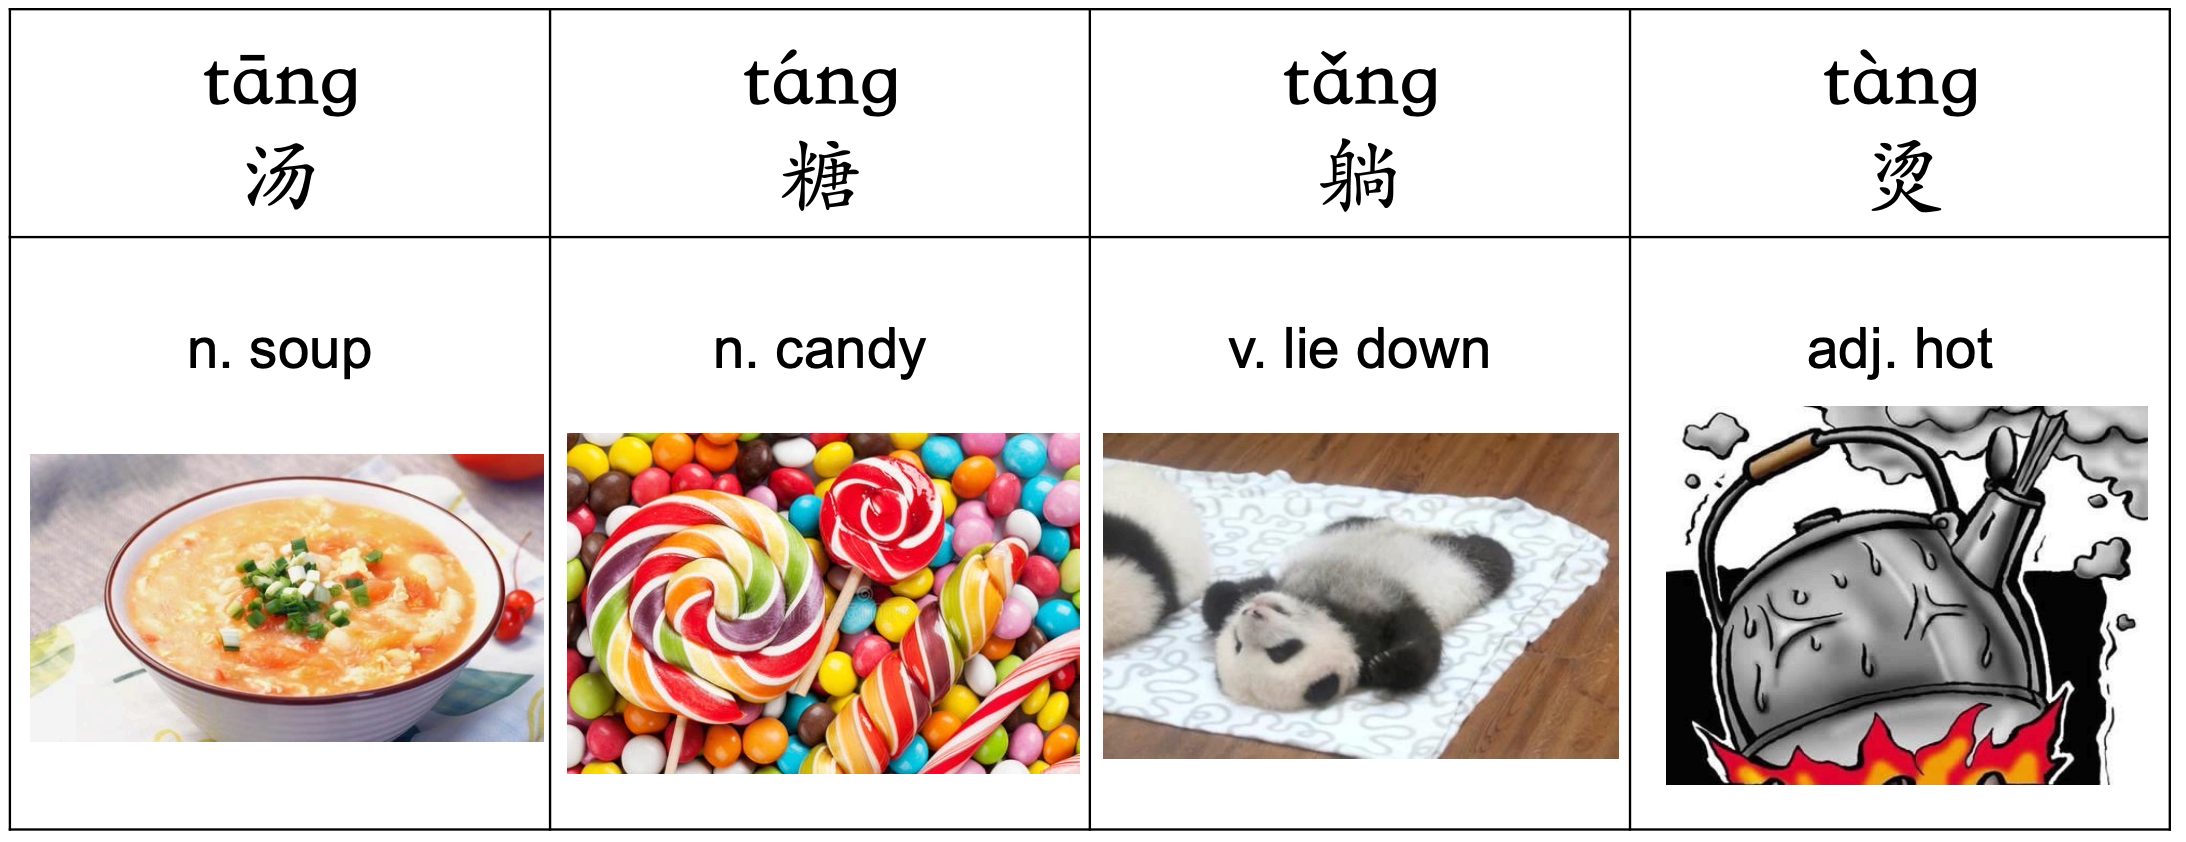 tāng
汤
táng
糖
tǎng
躺
tàng
烫
n. soup
n. candy
v. lie down
adj. hot